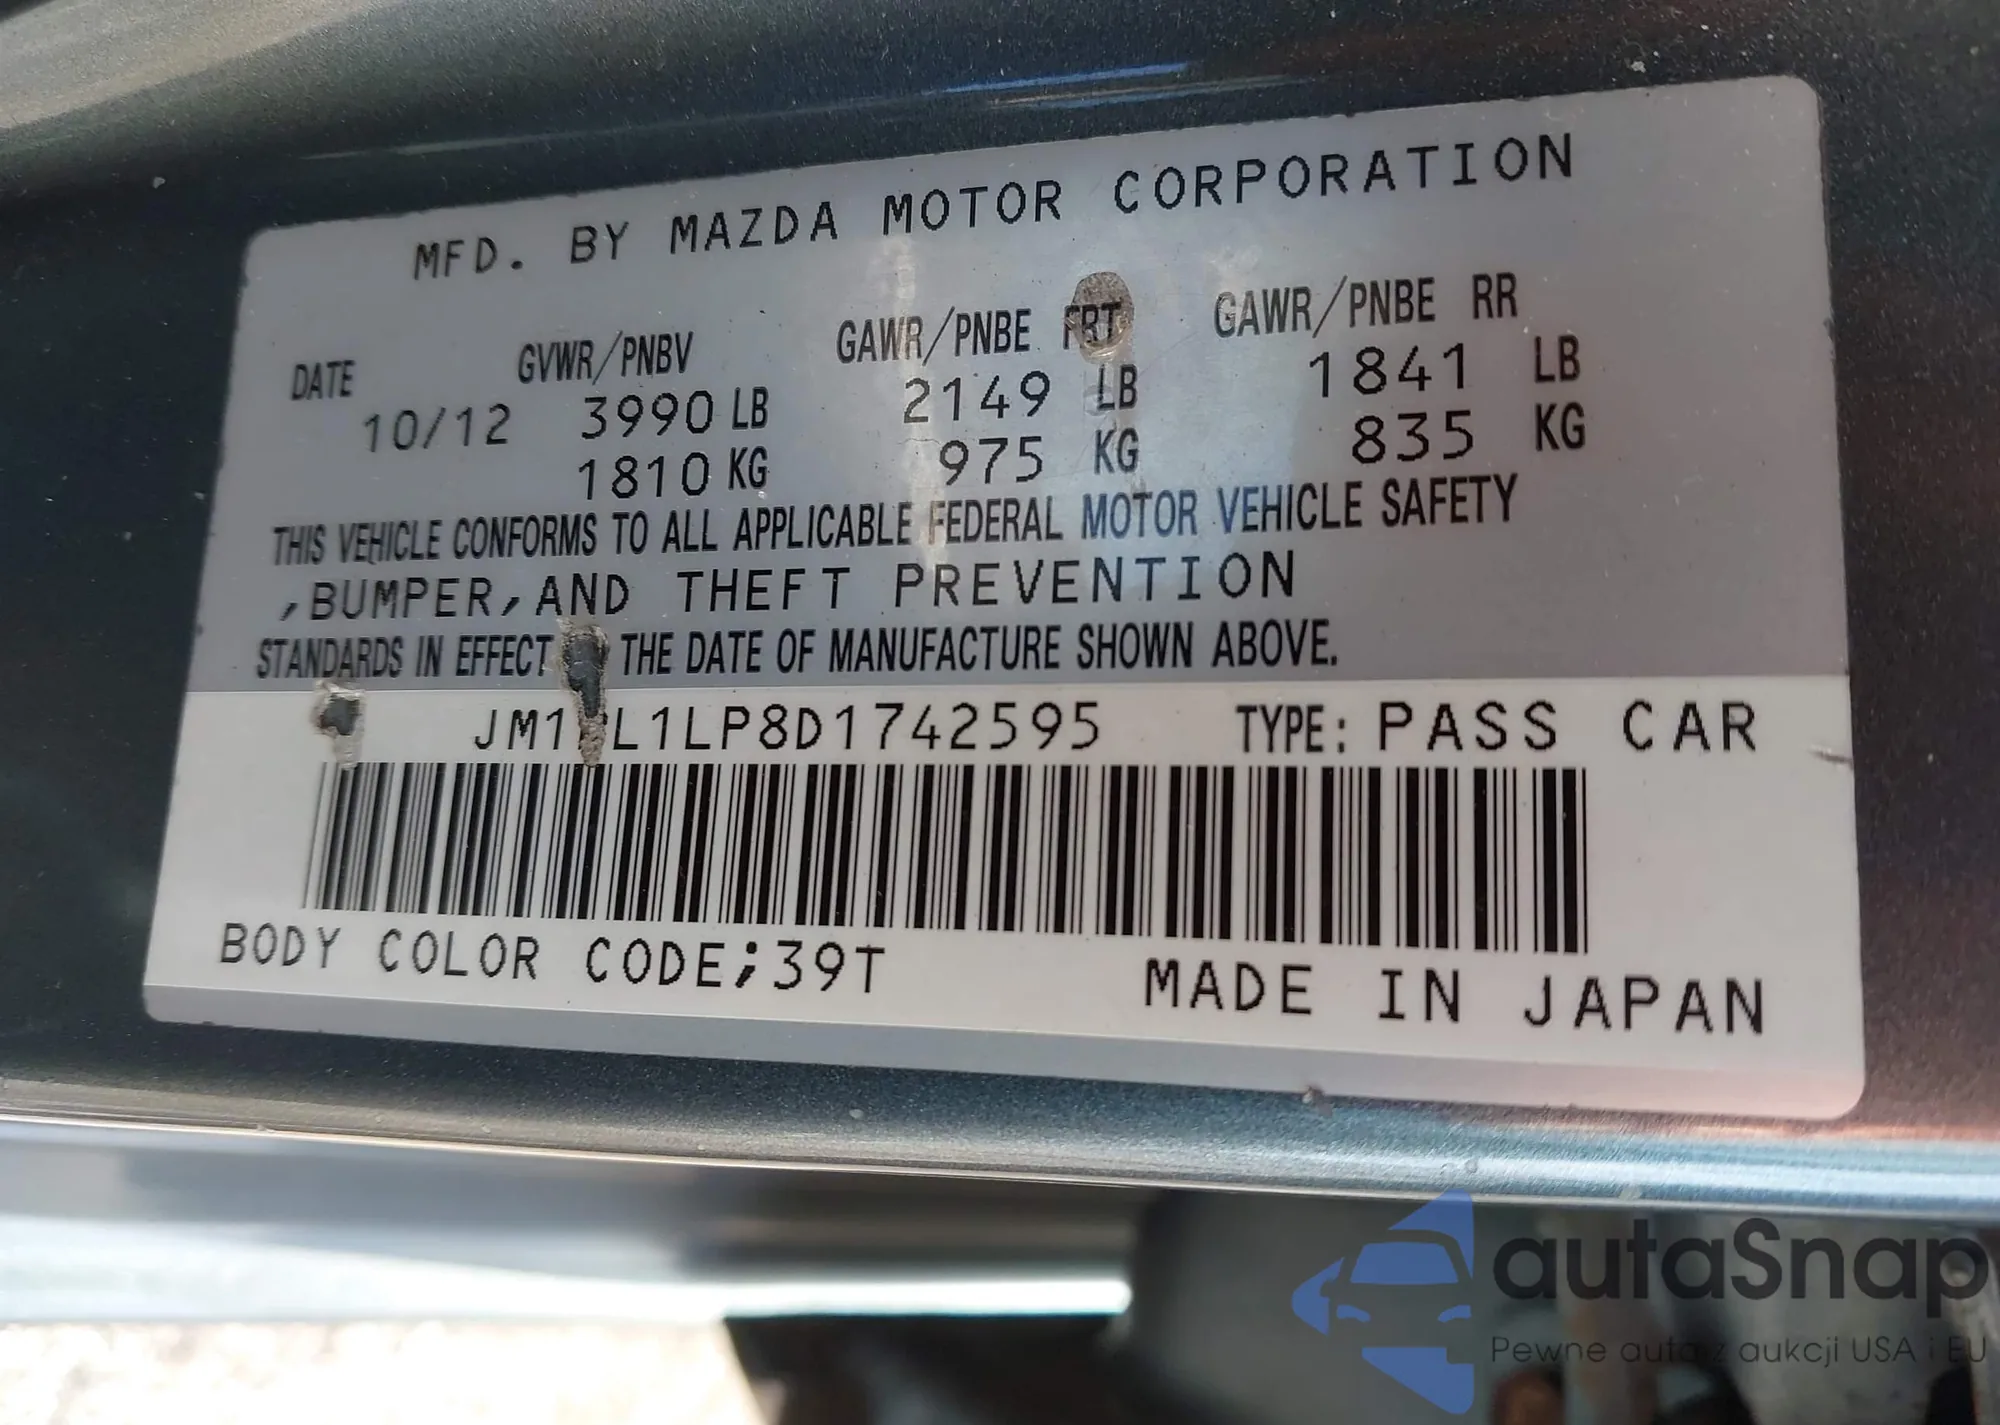 MFD. BY MAZDA MOTOR CORPORATION
DATE GVWR/PNBV GAWR/PNBE FRT GAWR/PNBE RR
10/12 3990 LB 2149 LB 1841 LB
1810 KG 975 KG 835 KG
THIS VEHICLE CONFORMS TO ALL APPLICABLE FEDERAL MOTOR VEHICLE SAFETY
,BUMPER,AND THEFT PREVENTION
STANDARDS IN EFFECT THE DATE OF MANUFACTURE SHOWN ABOVE.
TYPE: PASS CAR
BODY COLOR CODE;39T MADE IN JAPAN
autaSnap
Pewne auta z aukcji USA i EU